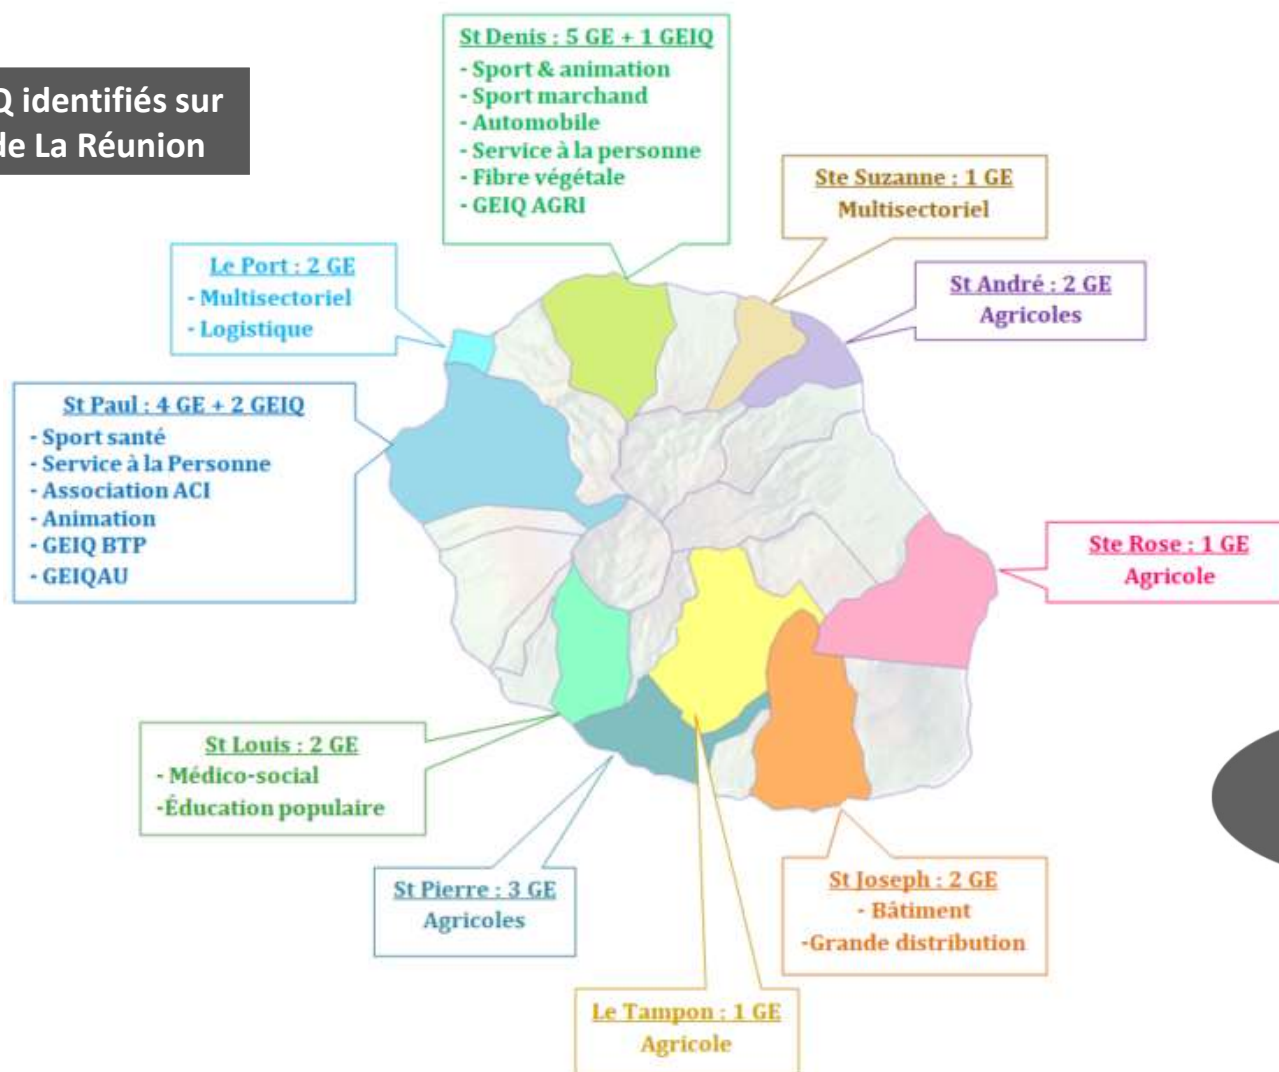 Q identifiés sur
de La Réunion
St Denis : 5 GE + 1 GEIQ
- Sport & animation
- Sport marchand
- Automobile
- Service à la personne
- Fibre végétale
- GEIQ AGRI
Ste Suzanne : 1 GE
Multisectoriel
Le Port : 2 GE
- Multisectoriel
- Logistique
St André : 2 GE
Agricoles
St Paul : 4 GE + 2 GEIQ
- Sport santé
- Service à la Personne
- Association ACI
- Animation
- GEIQ BTP
- GEIQAU
Ste Rose : 1 GE
Agricole
St Louis : 2 GE
- Médico-social
-Éducation populaire
St Pierre : 3 GE
Agricoles
St Joseph : 2 GE
- Bâtiment
-Grande distribution
Le Tampon : 1 GE
Agricole